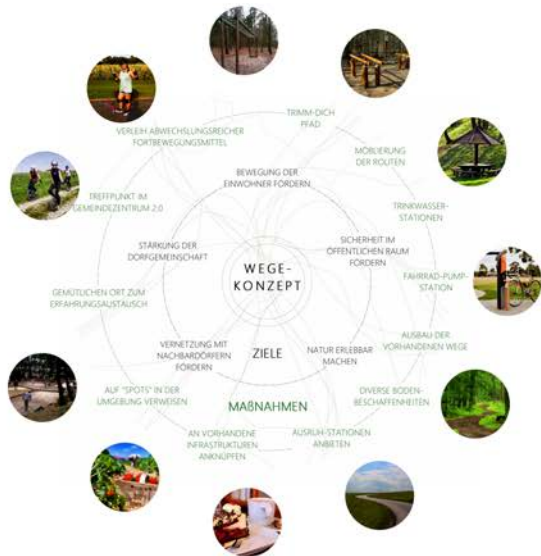 TRIMM-DICH
PFAD
VERLEIH ABWECHSLUNGSREICHER
FORTBEWEGUNGSMITTEL
MÖBLIERUNG
DER ROUTEN
BEWEGUNG DER
EINWOHNER FÖRDERN
TREFFPUNKT IM
GEMEINDEZENTRUM 2.0
TRINKWASSER-
STATIONEN
STÄRKUNG DER
DORFGEMEINSCHAFT
SICHERHEIT IM
ÖFFENTLICHEN RAUM
FÖRDERN
WEGE-
KONZEPT
FAHRRAD-PUMP-
STATION
GEMÜTLICHEN ORT ZUM
ERFAHRUNGSAUSTAUSCH
AUSBAU DER
VORHANDENEN WEGE
VERNETZUNG MIT
NACHBARDÖRFERN
FÖRDERN
ZIELE
NATUR ERLEBBAR
MACHEN
AUF "SPOTS" IN DER
UMGEBUNG VERWEISEN
DIVERSE BODEN-
BESCHAFFENHEITEN
MAẞNAHMEN
AN VORHANDENE
INFRASTRUKTUREN
ANKNÜPFEN
AUSRUH-STATIONEN
ANBIETEN